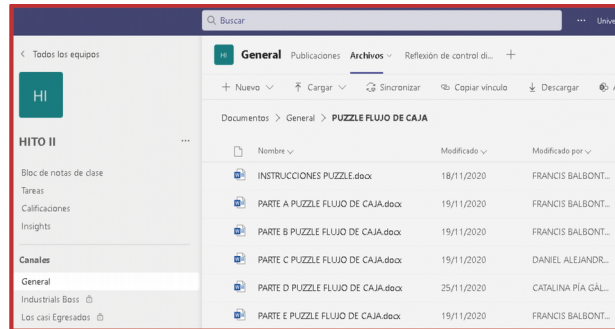 Buscar
... Unive
< Todos los equipos
HI General Publicaciones Archivos Reflexión de control di... +
HI
+ Nuevo Cargar Sincronizar Copiar vínculo Descargar A
Documentos > General > PUZZLE FLUJO DE CAJA
HITO II ...
Nombre Modificado Modificado por
Bloc de notas de clase
Tareas
Calificaciones
Insights
INSTRUCCIONES PUZZLE.docx 18/11/2020 FRANCIS BALBONT...
PARTE A PUZZLE FLUJO DE CAJA.docx 19/11/2020 FRANCIS BALBONT...
PARTE B PUZZLE FLUJO DE CAJA.docx 19/11/2020 FRANCIS BALBONT...
PARTE C PUZZLE FLUJO DE CAJA.docx 19/11/2020 DANIEL ALEJANDR...
PARTE D PUZZLE FLUJO DE CAJA.docx 25/11/2020 CATALINA PÍA GÁL...
PARTE E PUZZLE FLUJO DE CAJA.docx 19/11/2020 FRANCIS BALBONT...
Canales
General
Industrials Boss
Los casi Egresados